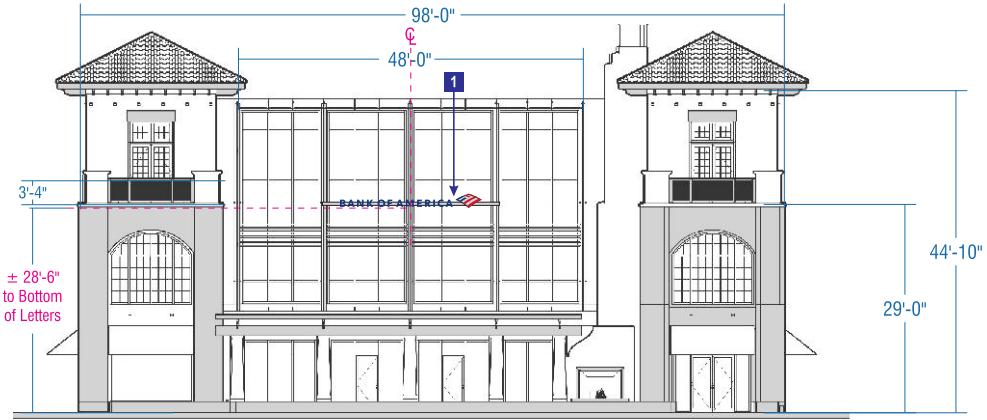 98'-0"
℄
48'-0"
1
3'-4"
BANK OF AMERICA
± 28'-6"
to Bottom
of Letters
44'-10"
29'-0"